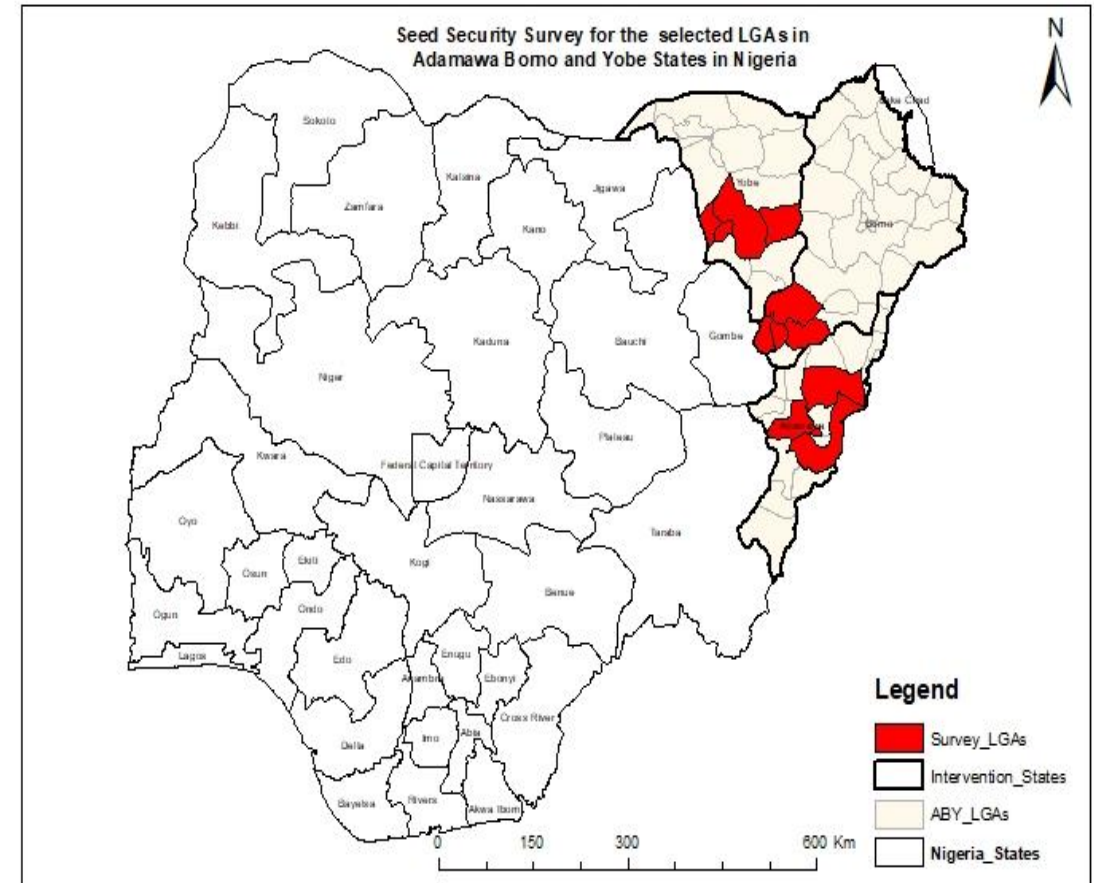 Seed Security Survey for the selected LGAs in
Adamawa Borno and Yobe States in Nigeria
N
Lake Chad
Sokoto
Katsina
Jigawa
Yobe
Zamfara
Kebbi
Kano
Borno
Kaduna
Bauchi
Gombe
Niger
Adamawa
Plateau
Kwara
Federal Capital Territory
Nassarawa
Oyo
Taraba
Kogi
Ekiti
Osun
Benue
Ogun
Ondo
Lagos
Edo
Enugu
Anambra
Ebonyi
Cross River
Delta
Imo
Abia
Bayelsa
Rivers
Akwa Ibom
Legend
Survey_LGAs
Intervention_States
ABY_LGAs
Nigeria_States
0 150 300 600 Km